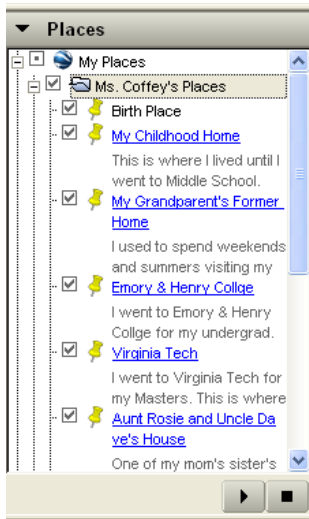 Places
My Places
Ms. Coffey's Places
Birth Place
My Childhood Home
This is where I lived until I
went to Middle School.
My Grandparent's Former
Home
I used to spend weekends
and summers visiting my
Emory & Henry Collge
I went to Emory & Henry
Collge for my undergrad.
Virginia Tech
I went to Virginia Tech for
my Masters. This is where
Aunt Rosie and Uncle Da
ve's House
One of my mom's sister's